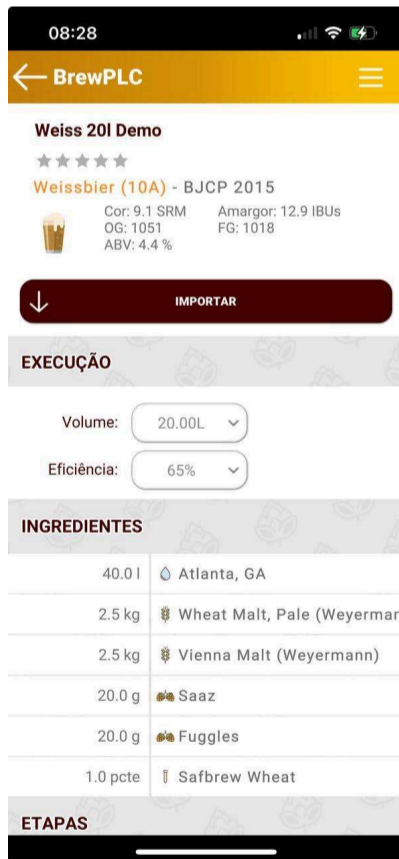 08:28
BrewPLC
Weiss 20l Demo
Weissbier (10A) - BJCP 2015
Cor: 9.1 SRM Amargor: 12.9 IBUs
OG: 1051 FG: 1018
ABV: 4.4 %
IMPORTAR
EXECUÇÃO
Volume: 20.00L
Eficiência: 65%
INGREDIENTES
40.0 l Atlanta, GA
2.5 kg Wheat Malt, Pale (Weyermar
2.5 kg Vienna Malt (Weyermann)
20.0 g Saaz
20.0 g Fuggles
1.0 pcte Safbrew Wheat
ETAPAS